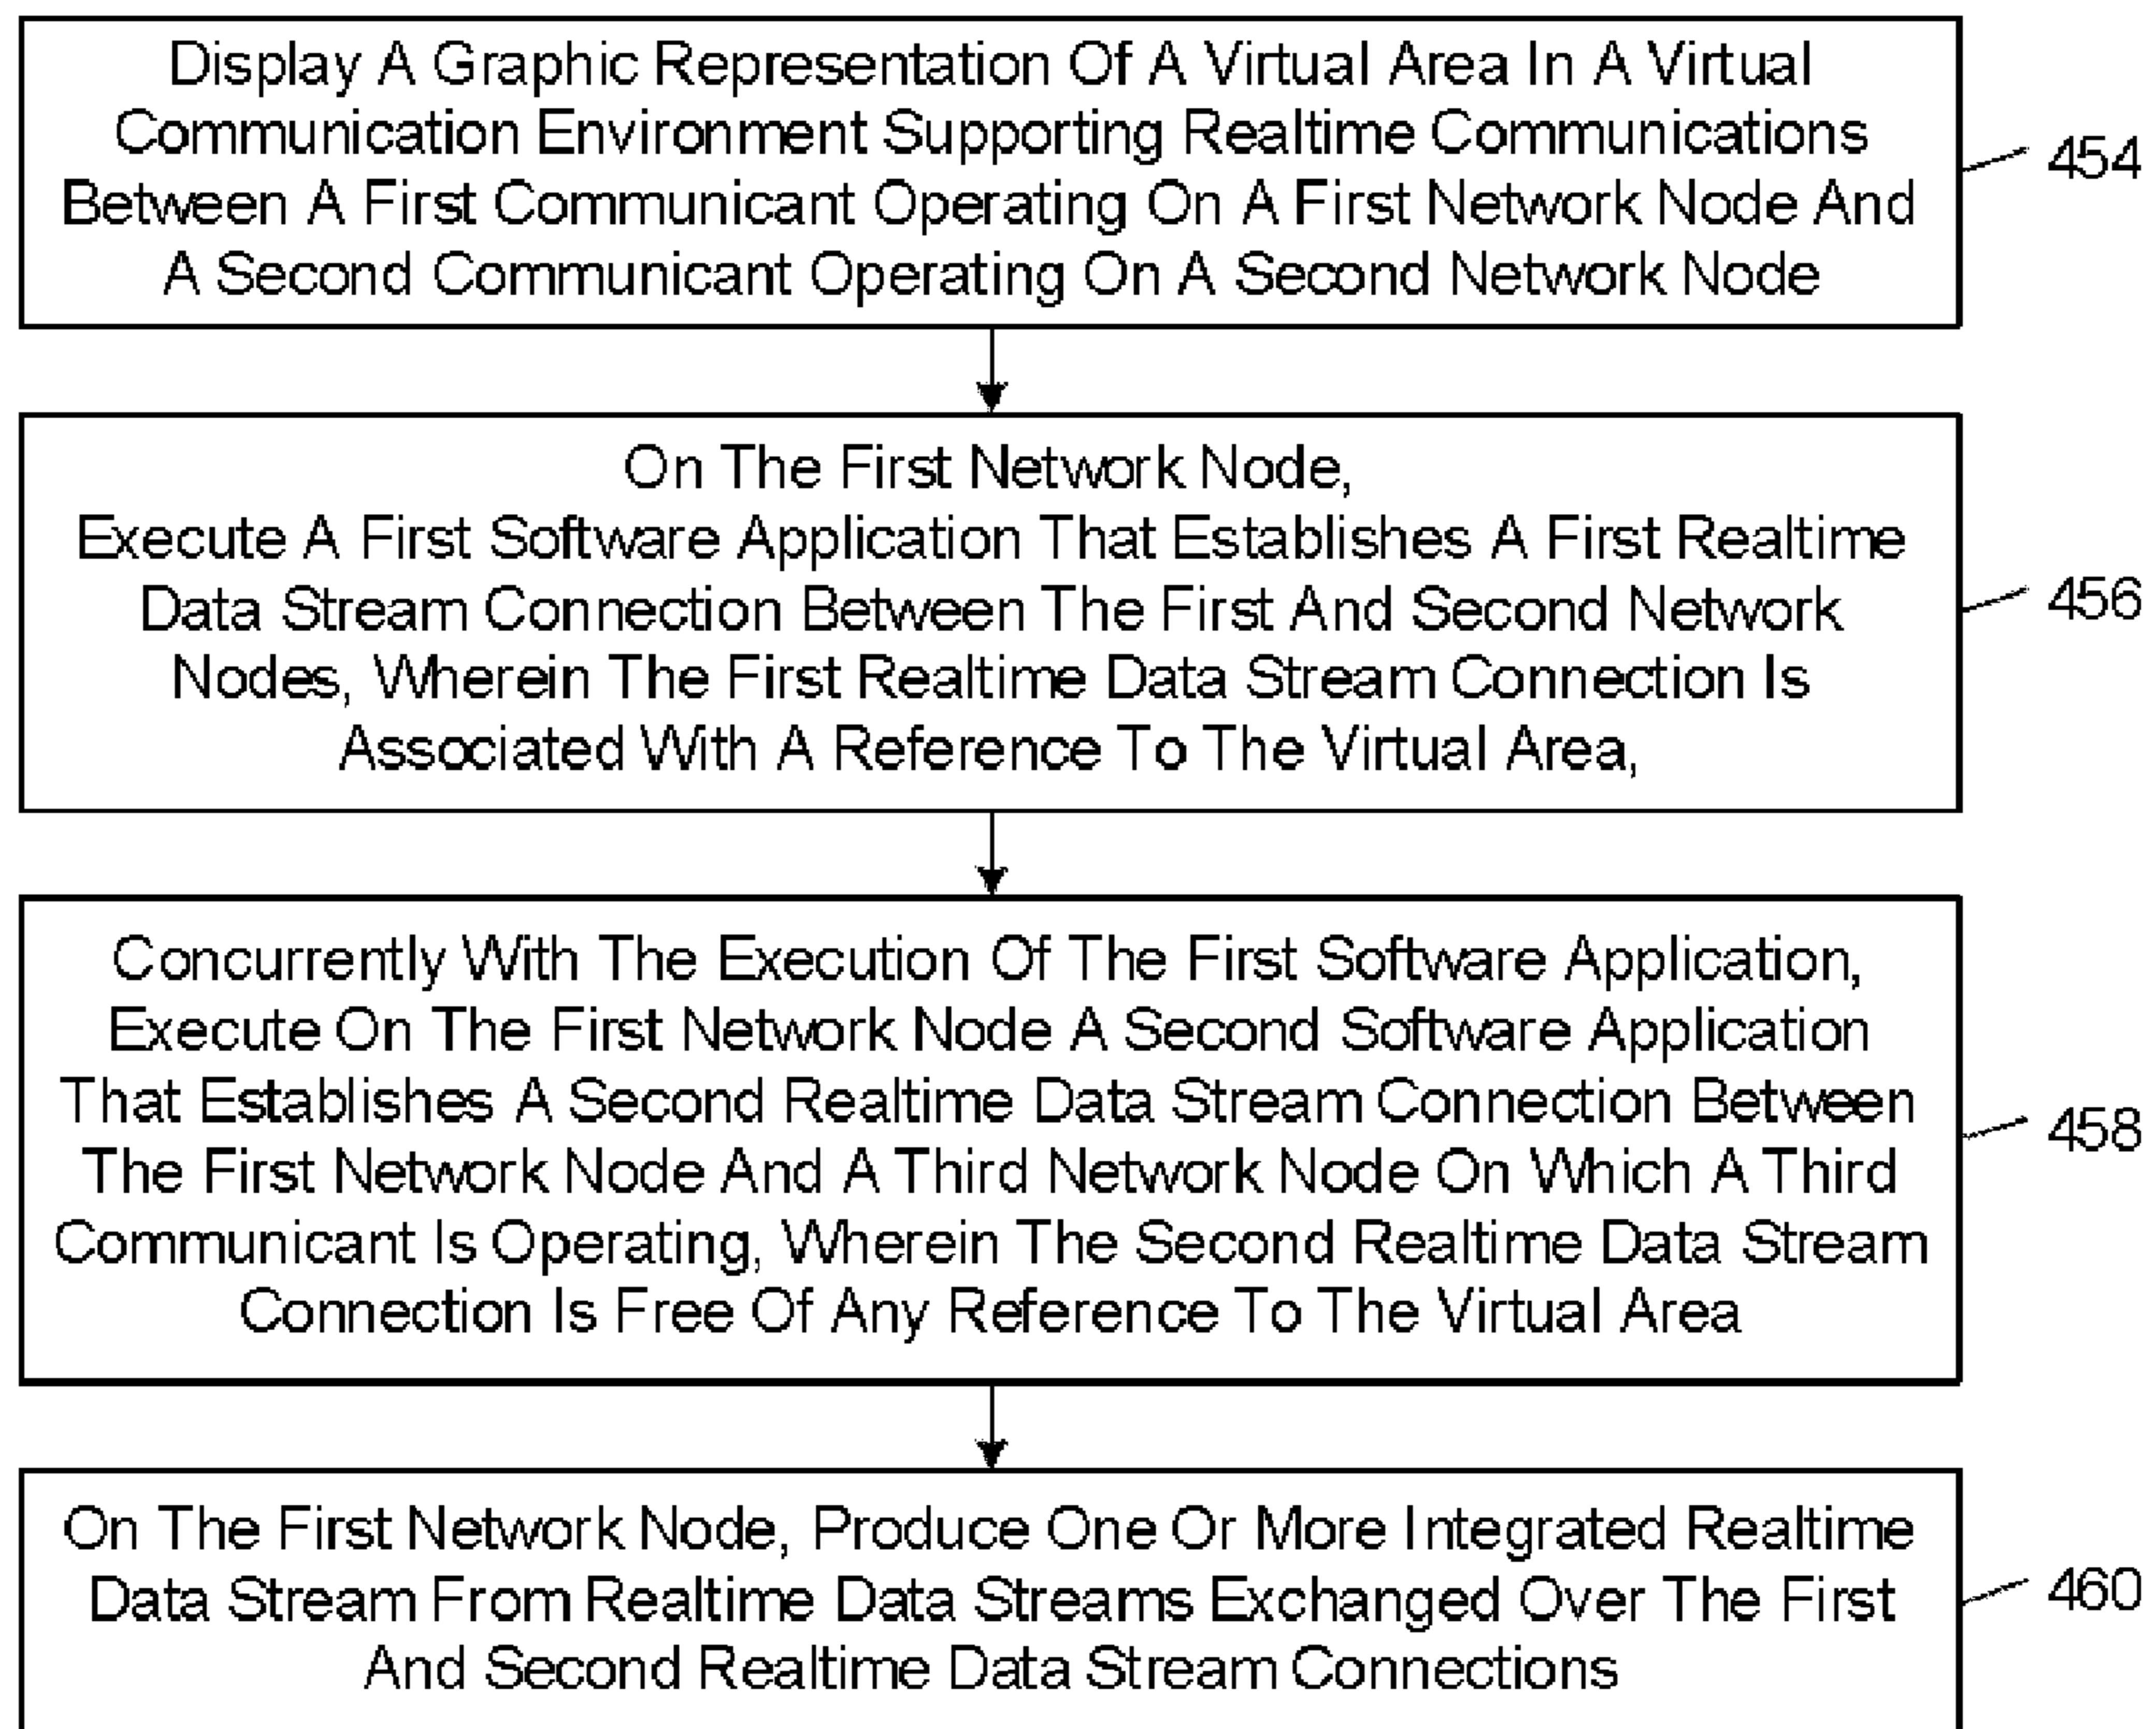 Display A Graphic Representation Of A Virtual Area In A Virtual
Communication Environment Supporting Realtime Communications
Between A First Communicant Operating On A First Network Node And
A Second Communicant Operating On A Second Network Node
454
On The First Network Node,
Execute A First Software Application That Establishes A First Realtime
Data Stream Connection Between The First And Second Network
Nodes, Wherein The First Realtime Data Stream Connection Is
Associated With A Reference To The Virtual Area,
456
Concurrently With The Execution Of The First Software Application,
Execute On The First Network Node A Second Software Application
That Establishes A Second Realtime Data Stream Connection Between
The First Network Node And A Third Network Node On Which A Third
Communicant Is Operating, Wherein The Second Realtime Data Stream
Connection Is Free Of Any Reference To The Virtual Area
458
On The First Network Node, Produce One Or More Integrated Realtime
Data Stream From Realtime Data Streams Exchanged Over The First
And Second Realtime Data Stream Connections
460